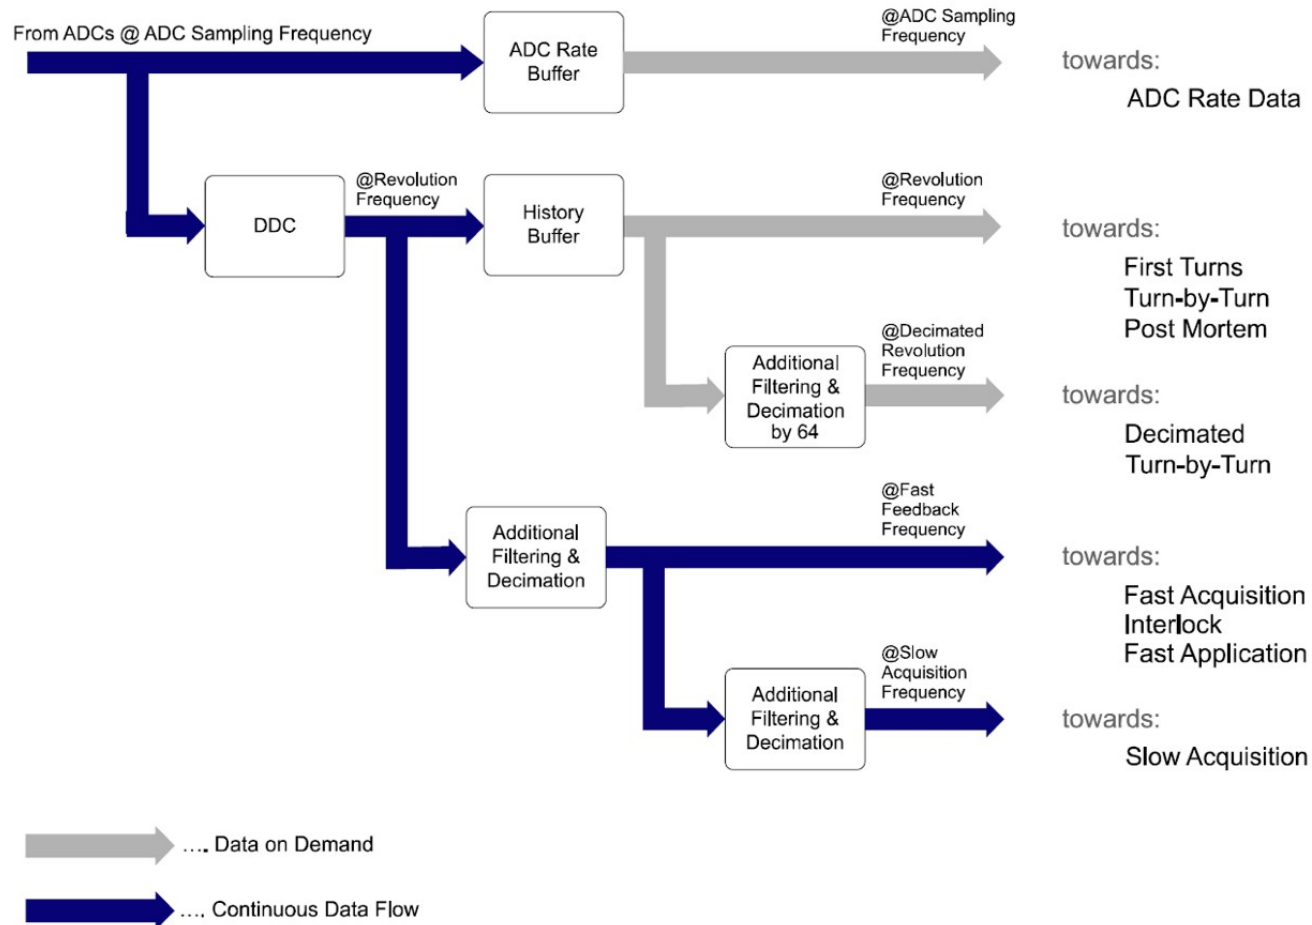 From ADCs @ ADC Sampling Frequency
ADC Rate
Buffer
@ADC Sampling
Frequency
towards:
ADC Rate Data
DDC
@Revolution
Frequency
History
Buffer
@Revolution
Frequency
towards:
First Turns
Turn-by-Turn
Post Mortem
Additional
Filtering &
Decimation
by 64
@Decimated
Revolution
Frequency
towards:
Decimated
Turn-by-Turn
Additional
Filtering &
Decimation
@Fast
Feedback
Frequency
towards:
Fast Acquisition
Interlock
Fast Application
Additional
Filtering &
Decimation
@Slow
Acquisition
Frequency
towards:
Slow Acquisition
.... Data on Demand
.... Continuous Data Flow